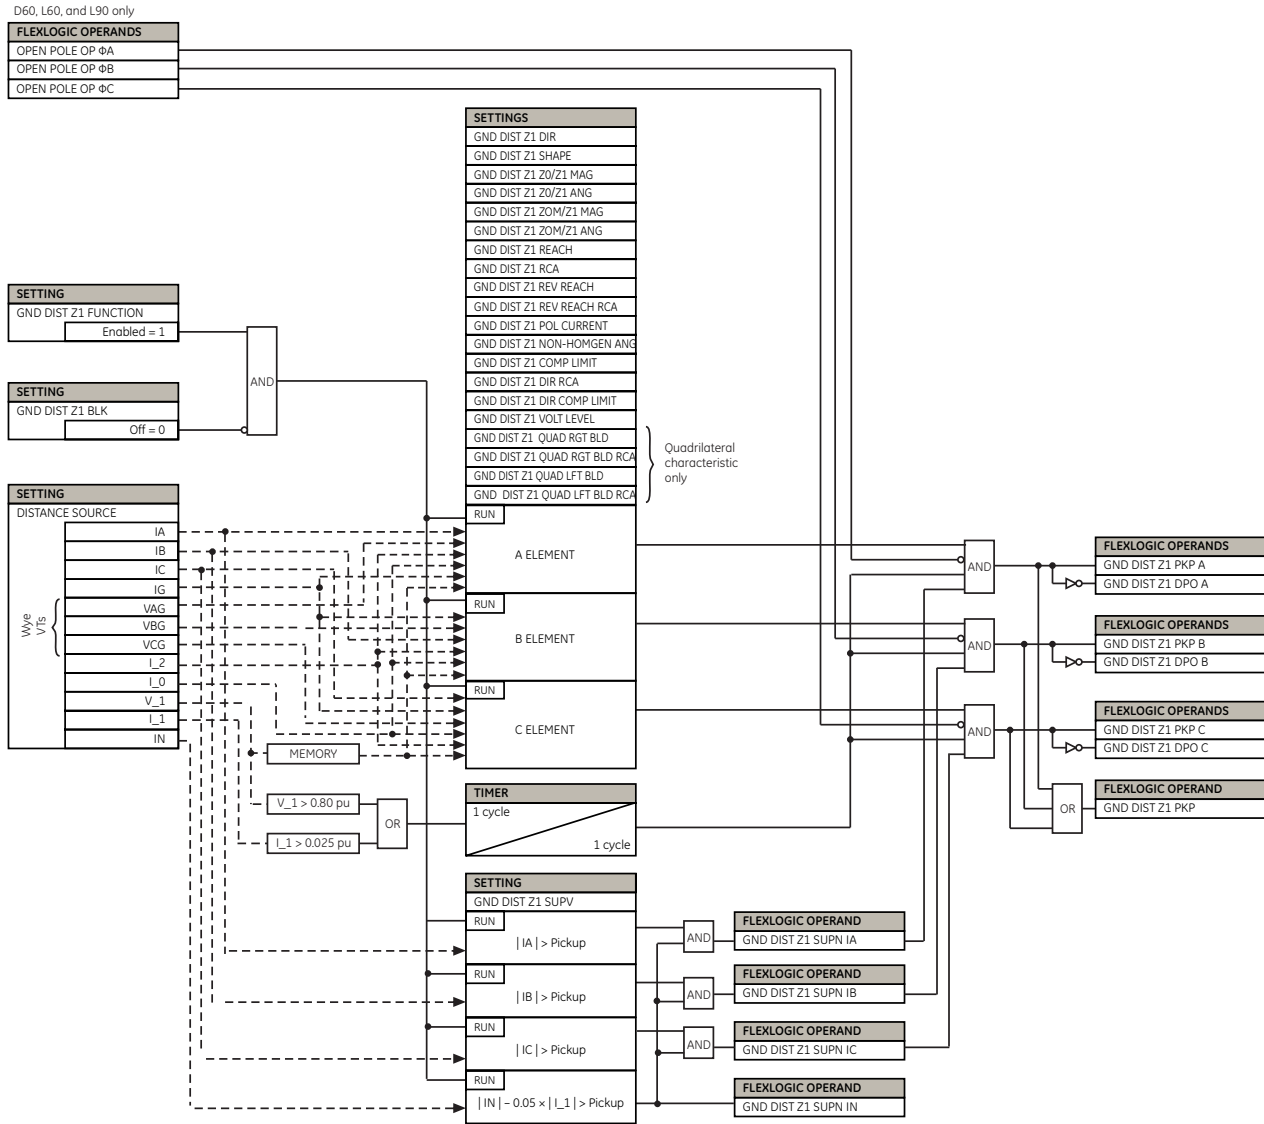 D60, L60, and L90 only
FLEXLOGIC OPERANDS
OPEN POLE OP ΦA
OPEN POLE OP ΦB
OPEN POLE OP ΦC
SETTINGS
GND DIST Z1 DIR
GND DIST Z1 SHAPE
GND DIST Z1 Z0/Z1 MAG
GND DIST Z1 Z0/Z1 ANG
GND DIST Z1 ZOM/Z1 MAG
GND DIST Z1 ZOM/Z1 ANG
GND DIST Z1 REACH
GND DIST Z1 RCA
GND DIST Z1 REV REACH
GND DIST Z1 REV REACH RCA
GND DIST Z1 POL CURRENT
GND DIST Z1 NON-HOMGEN ANG
GND DIST Z1 COMP LIMIT
GND DIST Z1 DIR RCA
GND DIST Z1 DIR COMP LIMIT
GND DIST Z1 VOLT LEVEL
GND DIST Z1 QUAD RGT BLD
GND DIST Z1 QUAD RGT BLD RCA
GND DIST Z1 QUAD LFT BLD
GND DIST Z1 QUAD LFT BLD RCA
Quadrilateral
characteristic
only
SETTING
GND DIST Z1 FUNCTION
Enabled = 1
AND
SETTING
GND DIST Z1 BLK
Off = 0
SETTING
DISTANCE SOURCE
IA
IB
IC
IG
Wye
VTs
VAG
VBG
VCG
I_2
I_0
V_1
I_1
IN
RUN
A ELEMENT
RUN
B ELEMENT
RUN
C ELEMENT
MEMORY
V_1 > 0.80 pu
I_1 > 0.025 pu
OR
TIMER
1 cycle
1 cycle
SETTING
GND DIST Z1 SUPV
RUN
| IA | > Pickup
RUN
| IB | > Pickup
RUN
| IC | > Pickup
RUN
| IN | – 0.05 × | I_1 | > Pickup
AND
AND
AND
FLEXLOGIC OPERAND
GND DIST Z1 SUPN IA
FLEXLOGIC OPERAND
GND DIST Z1 SUPN IB
FLEXLOGIC OPERAND
GND DIST Z1 SUPN IC
FLEXLOGIC OPERAND
GND DIST Z1 SUPN IN
AND
AND
AND
FLEXLOGIC OPERANDS
GND DIST Z1 PKP A
GND DIST Z1 DPO A
FLEXLOGIC OPERANDS
GND DIST Z1 PKP B
GND DIST Z1 DPO B
FLEXLOGIC OPERANDS
GND DIST Z1 PKP C
GND DIST Z1 DPO C
OR
FLEXLOGIC OPERAND
GND DIST Z1 PKP